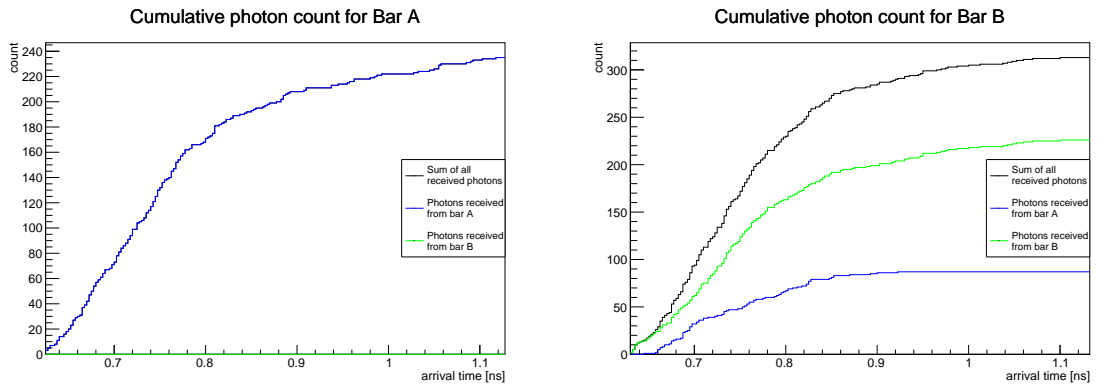 Cumulative photon count for Bar A
count
240
220
200
180
160
140
120
100
80
60
40
20
0
0.7
0.8
0.9
1
1.1
arrival time [ns]
Sum of all
received photons
Photons received
from bar A
Photons received
from bar B
Cumulative photon count for Bar B
count
300
250
200
150
100
50
0
0.7
0.8
0.9
1
1.1
arrival time [ns]
Sum of all
received photons
Photons received
from bar A
Photons received
from bar B